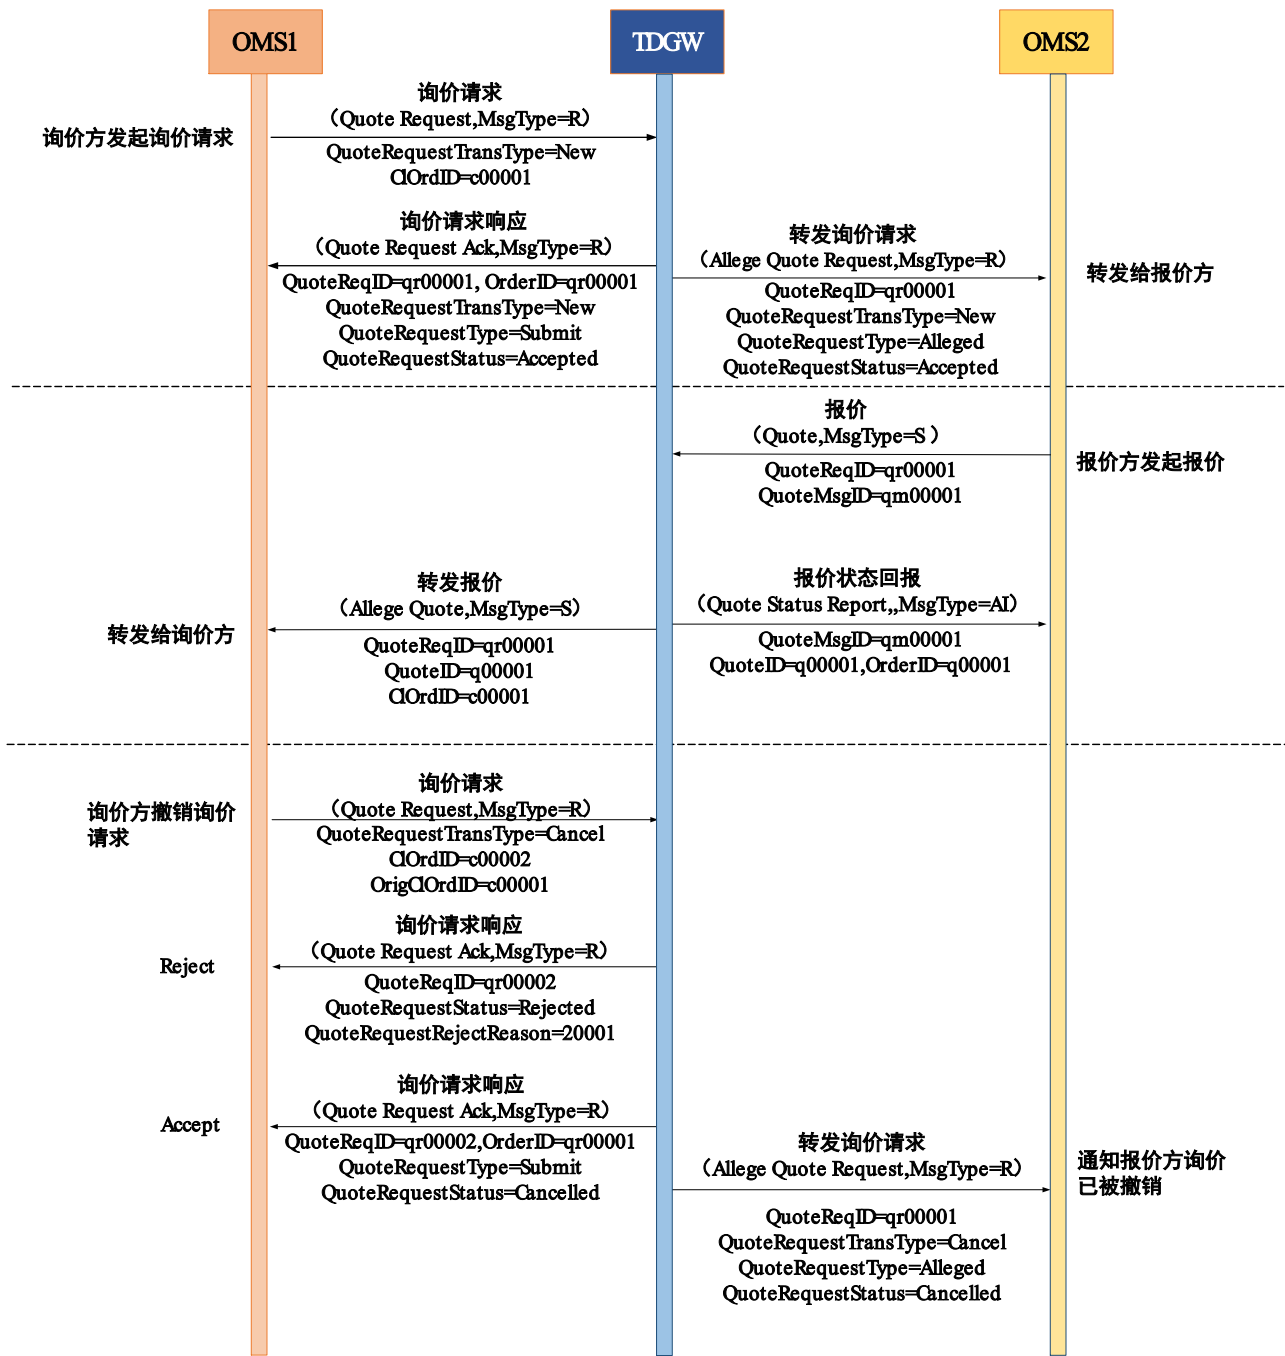 OMS1
TDGW
OMS2
询价方发起询价请求
询价请求
（Quote Request,MsgType=R）
QuoteRequestTransType=New
ClOrdID=c00001
询价请求响应
（Quote Request Ack,MsgType=R）
QuoteReqID=qr00001, OrderID=qr00001
QuoteRequestTransType=New
QuoteRequestType=Submit
QuoteRequestStatus=Accepted
转发询价请求
（Allege Quote Request,MsgType=R）
QuoteReqID=qr00001
QuoteRequestTransType=New
QuoteRequestType=Alleged
QuoteRequestStatus=Accepted
转发给报价方
报价
（Quote,MsgType=S ）
QuoteReqID=qr00001
QuoteMsgID=qm00001
报价方发起报价
转发给询价方
转发报价
（Allege Quote,MsgType=S）
QuoteReqID=qr00001
QuoteID=q00001
ClOrdID=c00001
报价状态回报
（Quote Status Report,,MsgType=AI）
QuoteMsgID=qm00001
QuoteID=q00001,OrderID=q00001
询价方撤销询价
请求
询价请求
（Quote Request,MsgType=R）
QuoteRequestTransType=Cancel
ClOrdID=c00002
OrigClOrdID=c00001
Reject
询价请求响应
（Quote Request Ack,MsgType=R）
QuoteReqID=qr00002
QuoteRequestStatus=Rejected
QuoteRequestRejectReason=20001
Accept
询价请求响应
（Quote Request Ack,MsgType=R）
QuoteReqID=qr00002,OrderID=qr00001
QuoteRequestType=Submit
QuoteRequestStatus=Cancelled
转发询价请求
（Allege Quote Request,MsgType=R）
QuoteReqID=qr00001
QuoteRequestTransType=Cancel
QuoteRequestType=Alleged
QuoteRequestStatus=Cancelled
通知报价方询价
已被撤销